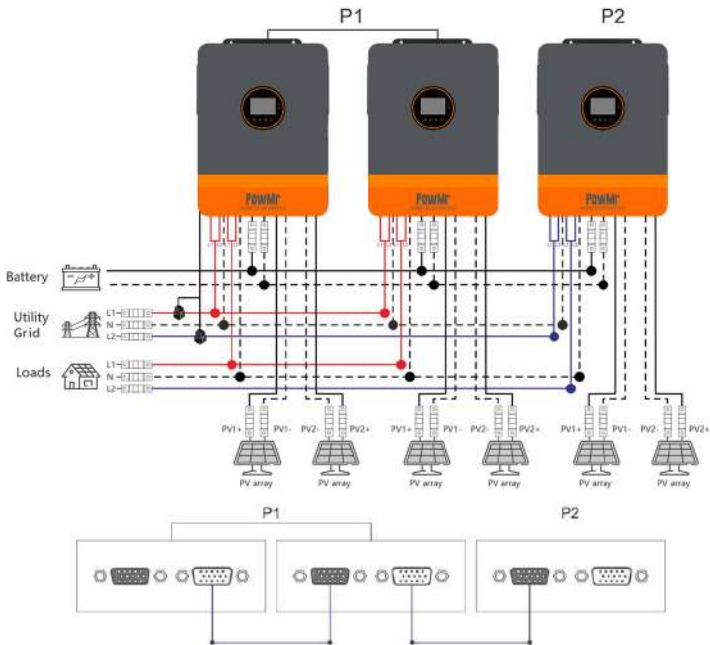 P1 P2
PowMr PowMr PowMr
Battery
Utility
Grid
L1
N
L2
Loads
L1
N
L2
PV1+ PV1- PV2- PV2+ PV1+ PV1- PV2- PV2+ PV1+ PV1- PV2- PV2+
PV array PV array PV array PV array PV array PV array
P1 P2